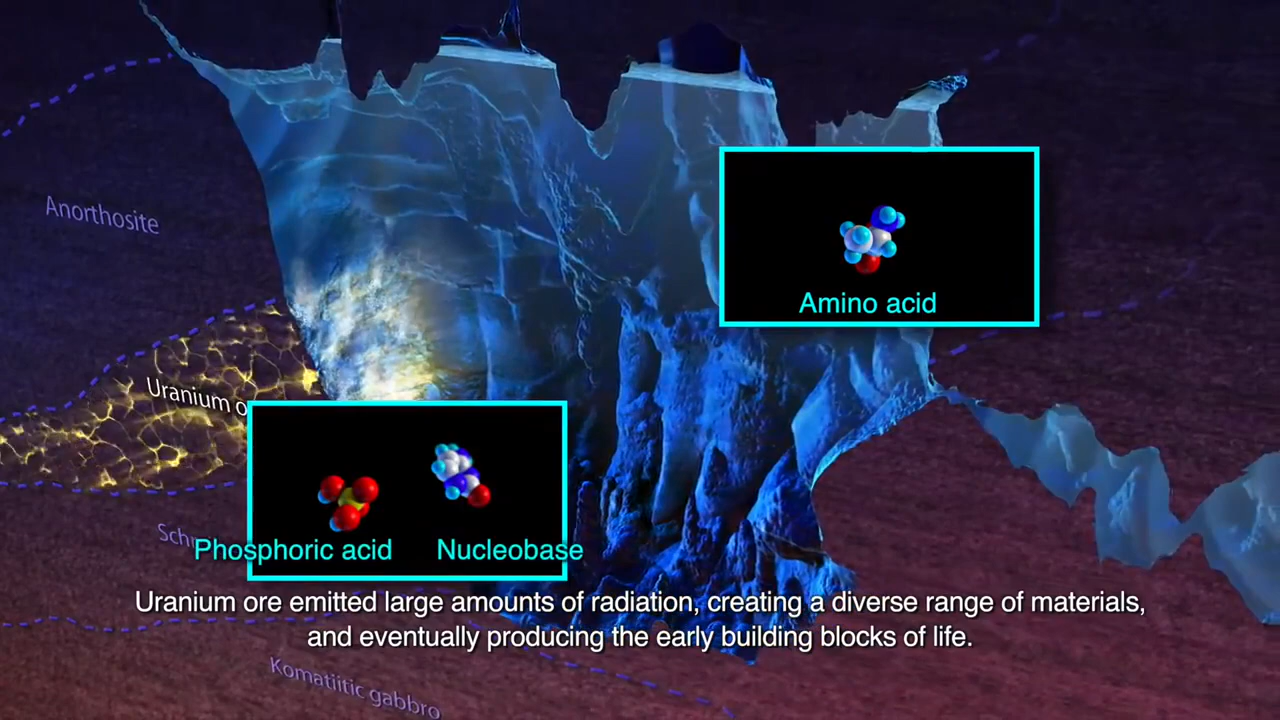 Anorthosite
Amino acid
Uranium
Phosphoric acid
Nucleobase
Uranium ore emitted large amounts of radiation, creating a diverse range of materials,
and eventually producing the early building blocks of life.
Komatiitic gabbro